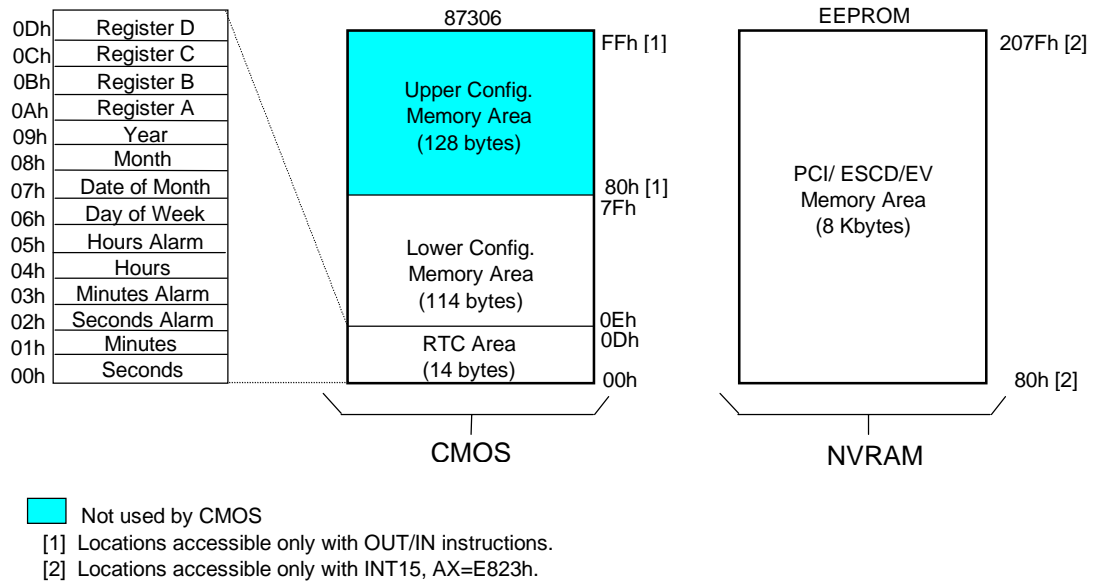 0Dh Register D
0Ch Register C
0Bh Register B
0Ah Register A
09h Year
08h Month
07h Date of Month
06h Day of Week
05h Hours Alarm
04h Hours
03h Minutes Alarm
02h Seconds Alarm
01h Minutes
00h Seconds
87306
FFh [1]
Upper Config.
Memory Area
(128 bytes)
80h [1]
7Fh
Lower Config.
Memory Area
(114 bytes)
0Eh
0Dh
RTC Area
(14 bytes)
00h
CMOS
EEPROM
207Fh [2]
PCI/ ESCD/EV
Memory Area
(8 Kbytes)
80h [2]
NVRAM
Not used by CMOS
[1] Locations accessible only with OUT/IN instructions.
[2] Locations accessible only with INT15, AX=E823h.